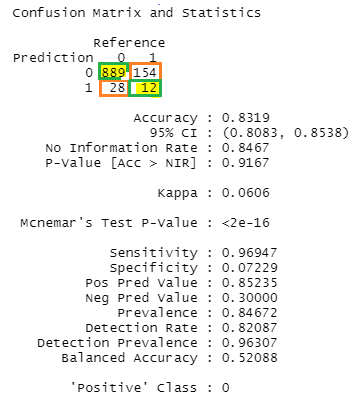 Confusion Matrix and Statistics
Reference
Prediction 0 1
0 889 154
1 28 12
Accuracy : 0.8319
95% CI : (0.8083, 0.8538)
No Information Rate : 0.8467
P-Value [Acc > NIR] : 0.9167
Kappa : 0.0606
Mcnemar's Test P-Value : <2e-16
Sensitivity : 0.96947
Specificity : 0.07229
Pos Pred Value : 0.85235
Neg Pred Value : 0.30000
Prevalence : 0.84672
Detection Rate : 0.82087
Detection Prevalence : 0.96307
Balanced Accuracy : 0.52088
'Positive' Class : 0